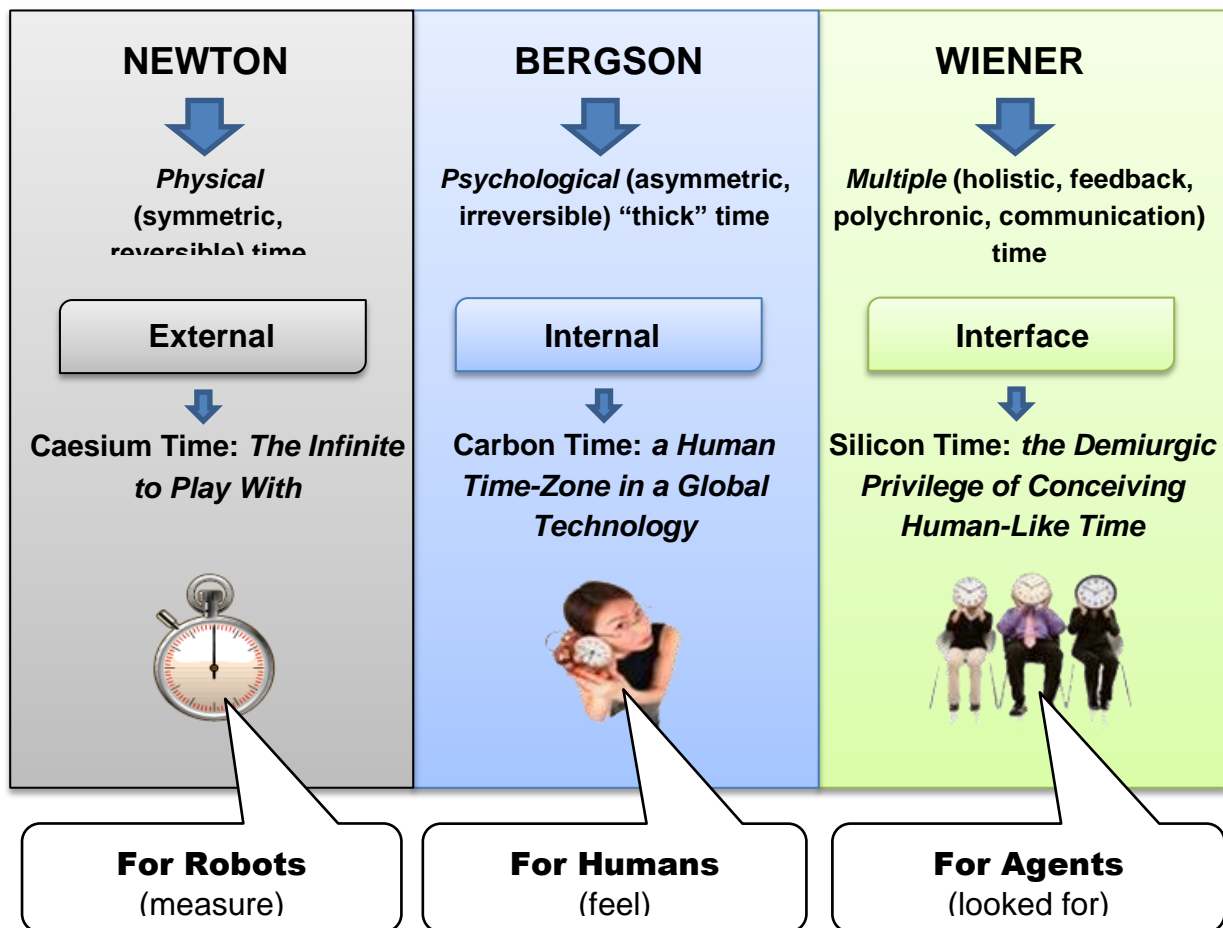 NEWTON
Physical
(symmetric,
reversible) time
External
Caesium Time: The Infinite
to Play With
For Robots
(measure)
BERGSON
Psychological (asymmetric,
irreversible) “thick” time
Internal
Carbon Time: a Human
Time-Zone in a Global
Technology
For Humans
(feel)
WIENER
Multiple (holistic, feedback,
polychronic, communication)
time
Interface
Silicon Time: the Demiurgic
Privilege of Conceiving
Human-Like Time
For Agents
(looked for)